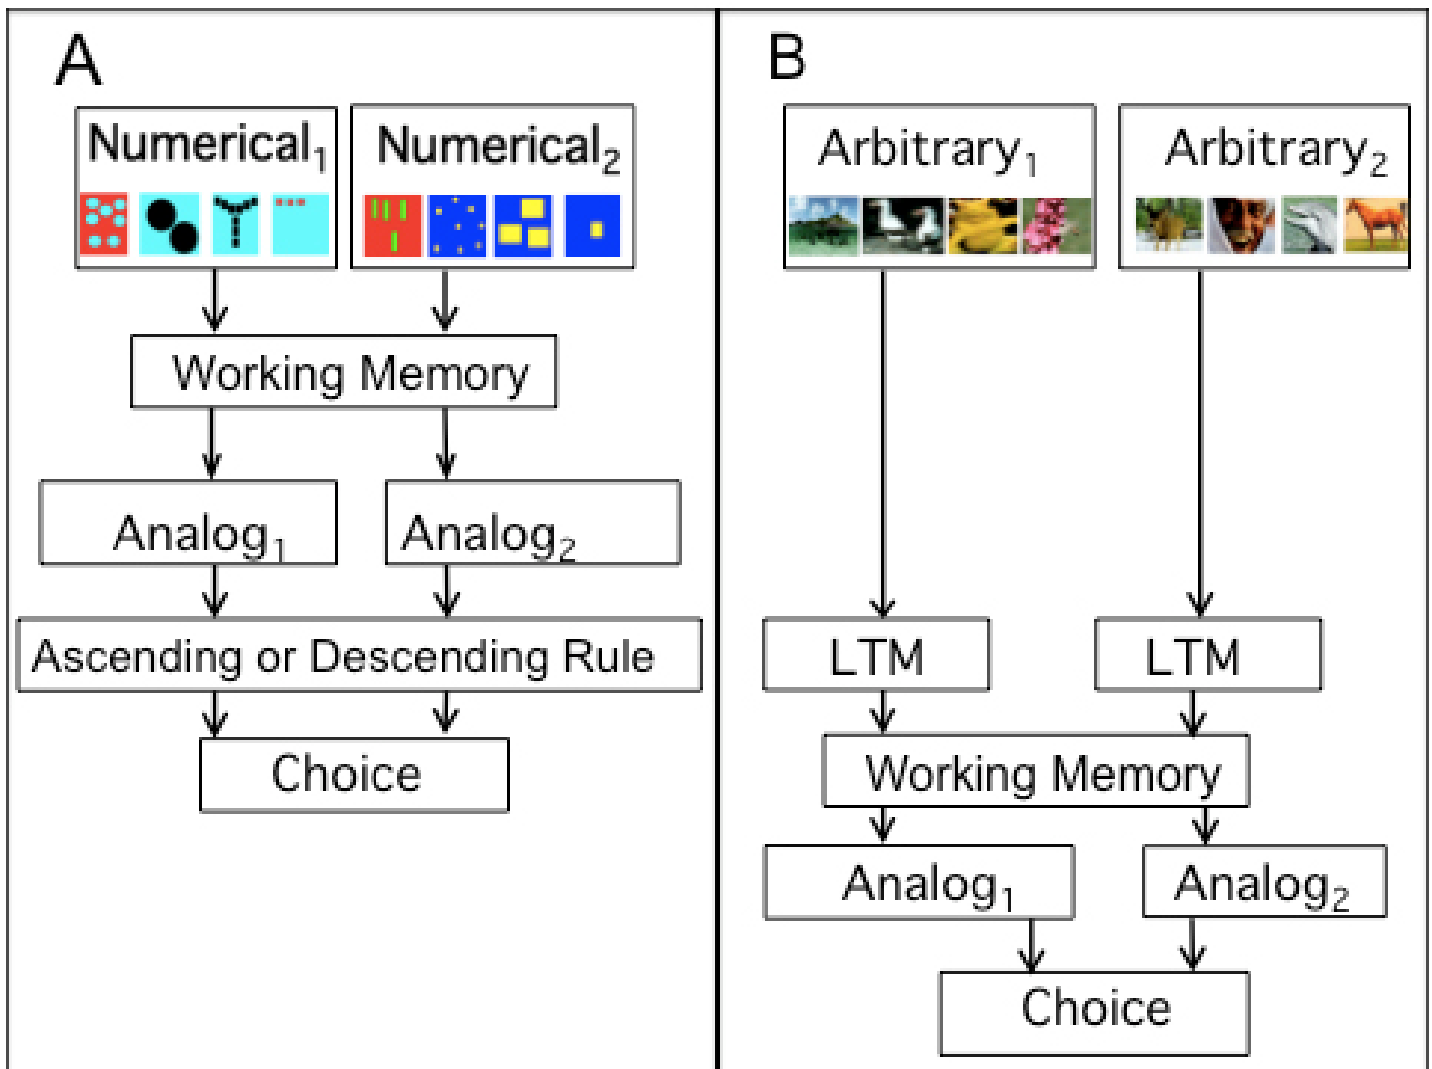 A
Numerical₁
Numerical₂
Working Memory
Analog₁
Analog₂
Ascending or Descending Rule
Choice
B
Arbitrary₁
Arbitrary₂
LTM
LTM
Working Memory
Analog₁
Analog₂
Choice